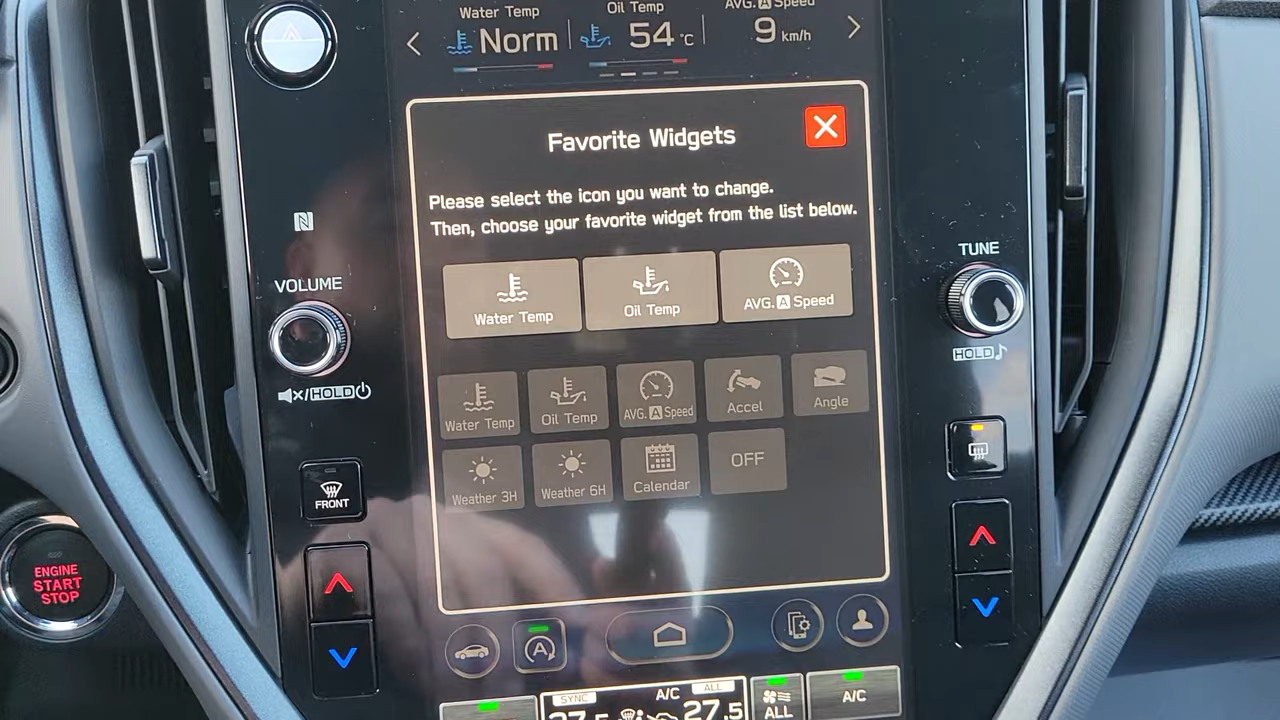 Water Temp
Norm
Oil Temp
54 °C
AVG. A Speed
9 km/h
Favorite Widgets
Please select the icon you want to change.
Then, choose your favorite widget from the list below.
Water Temp
Oil Temp
AVG. A Speed
Water Temp
Oil Temp
AVG. A Speed
Accel
Angle
Weather 3H
Weather 6H
Calendar
OFF
VOLUME
/HOLD
TUNE
HOLD
FRONT
ENGINE
START
STOP
A
SYNC
A/C
ALL
27.5
27.5
ALL
A/C